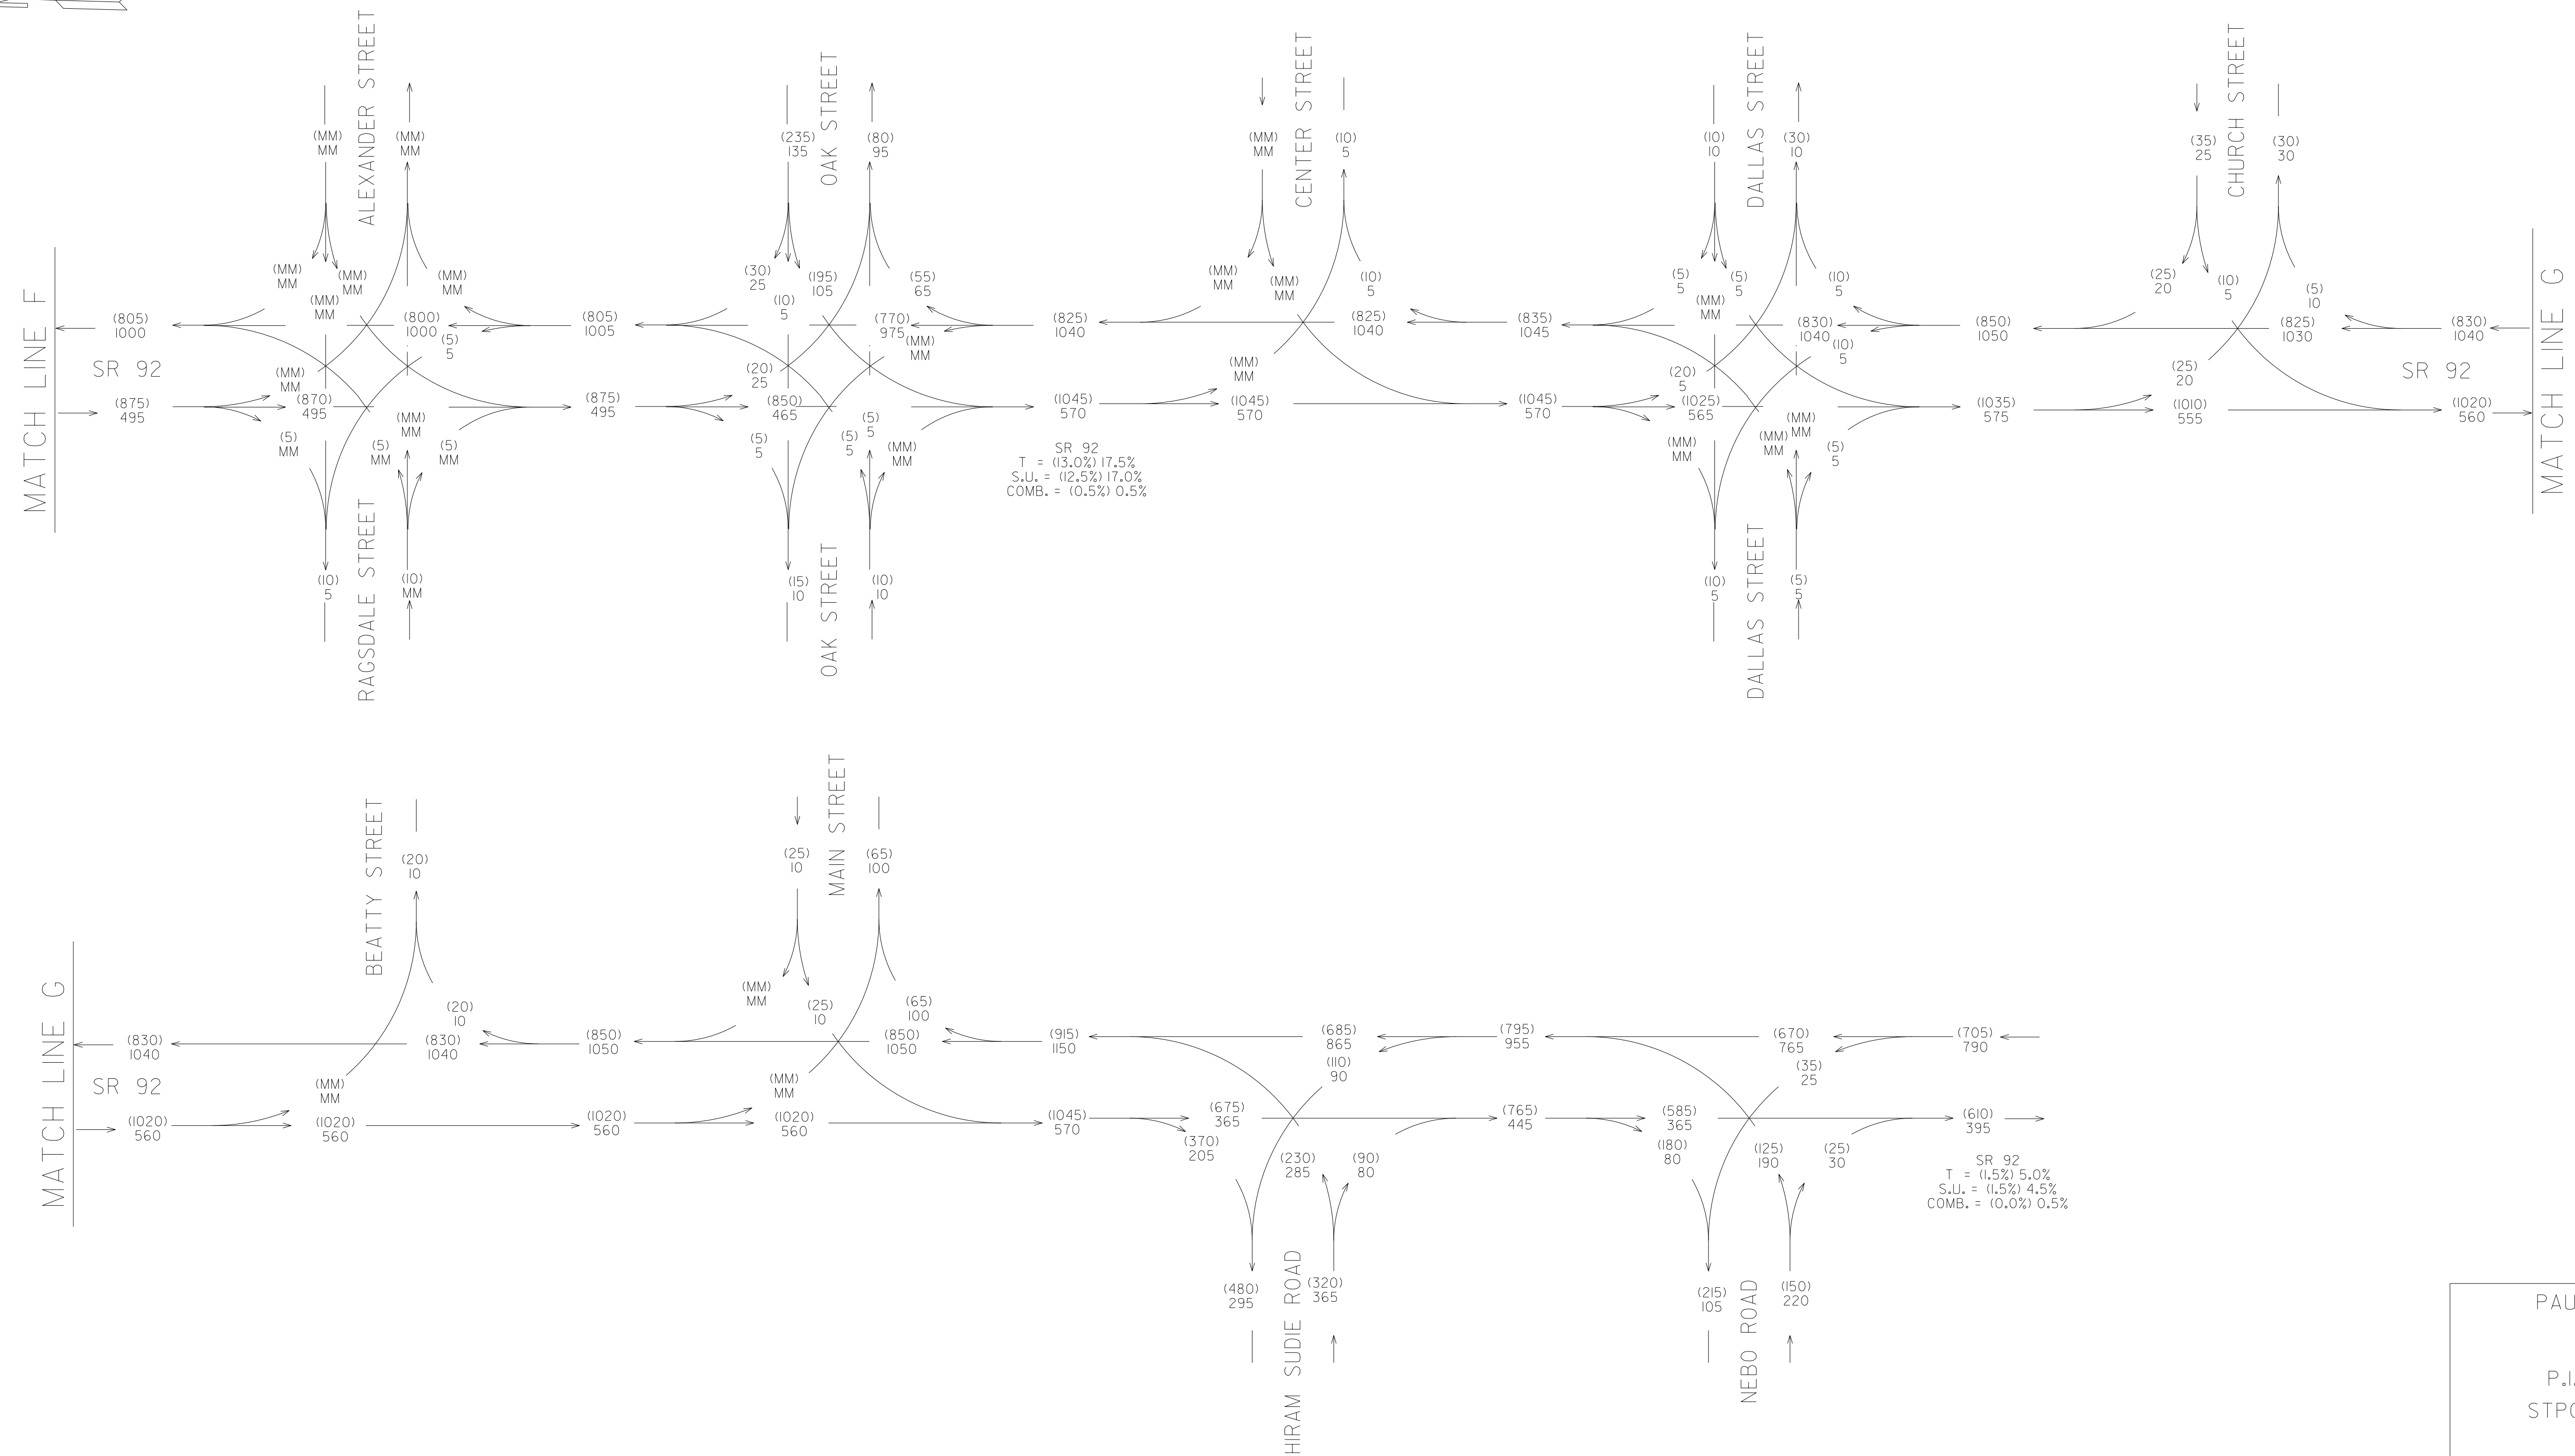 MATCH LINE F
SR 92
(805)
1000
(875)
495
ALEXANDER STREET
(MM)
MM
(MM)
MM
(MM)
MM
(MM)
MM
(MM)
MM
(MM)
MM
(800)
1000
(5)
5
(MM)
MM
(870)
495
(5)
MM
(5)
MM
(MM)
MM
(5)
MM
(10)
5
RAGSDALE STREET
(10)
MM
(805)
1005
(875)
495
OAK STREET
(235)
135
(80)
95
(30)
25
(195)
105
(55)
65
(10)
5
(770)
975
(MM)
MM
(20)
25
(850)
465
(5)
5
(5)
5
(5)
5
(MM)
MM
(15)
10
OAK STREET
(10)
10
(825)
1040
(1045)
570
SR 92
T = (13.0%) 17.5%
S.U. = (12.5%) 17.0%
COMB. = (0.5%) 0.5%
CENTER STREET
(MM)
MM
(10)
5
(MM)
MM
(MM)
MM
(10)
5
(825)
1040
(MM)
MM
(1045)
570
(835)
1045
(1045)
570
DALLAS STREET
(10)
10
(30)
10
(5)
5
(5)
5
(10)
5
(MM)
MM
(830)
1040
(10)
5
(20)
5
(1025)
565
(MM)
MM
(MM)
MM
(MM)
MM
(5)
5
(10)
5
DALLAS STREET
(5)
5
(850)
1050
(1035)
575
CHURCH STREET
(35)
25
(30)
30
(25)
20
(10)
5
(5)
10
(825)
1030
(25)
20
(1010)
555
(830)
1040
SR 92
(1020)
560
MATCH LINE G
MATCH LINE G
(830)
1040
SR 92
(1020)
560
BEATTY STREET
(20)
10
(20)
10
(830)
1040
(MM)
MM
(1020)
560
(850)
1050
(1020)
560
MAIN STREET
(25)
10
(65)
100
(MM)
MM
(25)
10
(65)
100
(850)
1050
(MM)
MM
(1020)
560
(915)
1150
(1045)
570
(685)
865
(110)
90
(675)
365
(370)
205
(230)
285
(90)
80
(480)
295
HIRAM SUDIE ROAD
(320)
365
(795)
955
(765)
445
(670)
765
(35)
25
(585)
365
(180)
80
(125)
190
(25)
30
(215)
105
NEBO ROAD
(150)
220
(705)
790
(610)
395
SR 92
T = (1.5%) 5.0%
S.U. = (1.5%) 4.5%
COMB. = (0.0%) 0.5%
PAU
P.I.